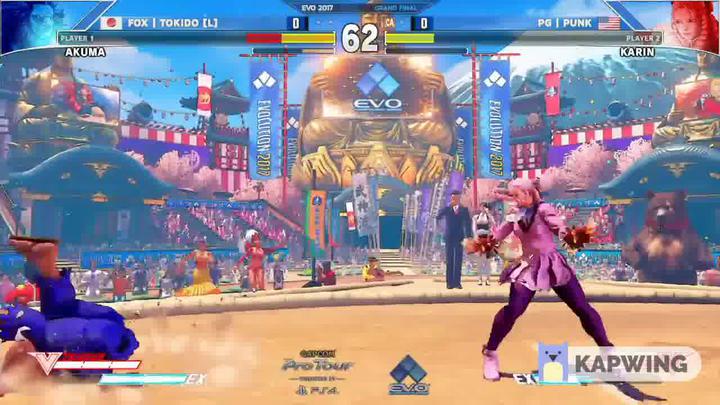 EVO 2017
GRAND FINAL
FOX | TOKIDO [L]
0
0
PG | PUNK
PLAYER 1
62
PLAYER 2
AKUMA
KARIN
EVO
EVOLUTION 2017
EVOLUTION 2017
CAPCOM
Pro Tour
PS4
EVO
EX
EX
KAPWING